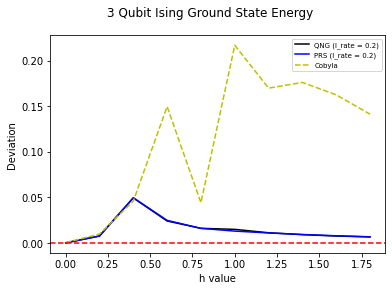 3 Qubit Ising Ground State Energy
QNG (l_rate = 0.2)
PRS (l_rate = 0.2)
Cobyla
0.20
0.15
0.10
0.05
0.00
Deviation
0.00 0.25 0.50 0.75 1.00 1.25 1.50 1.75
h value